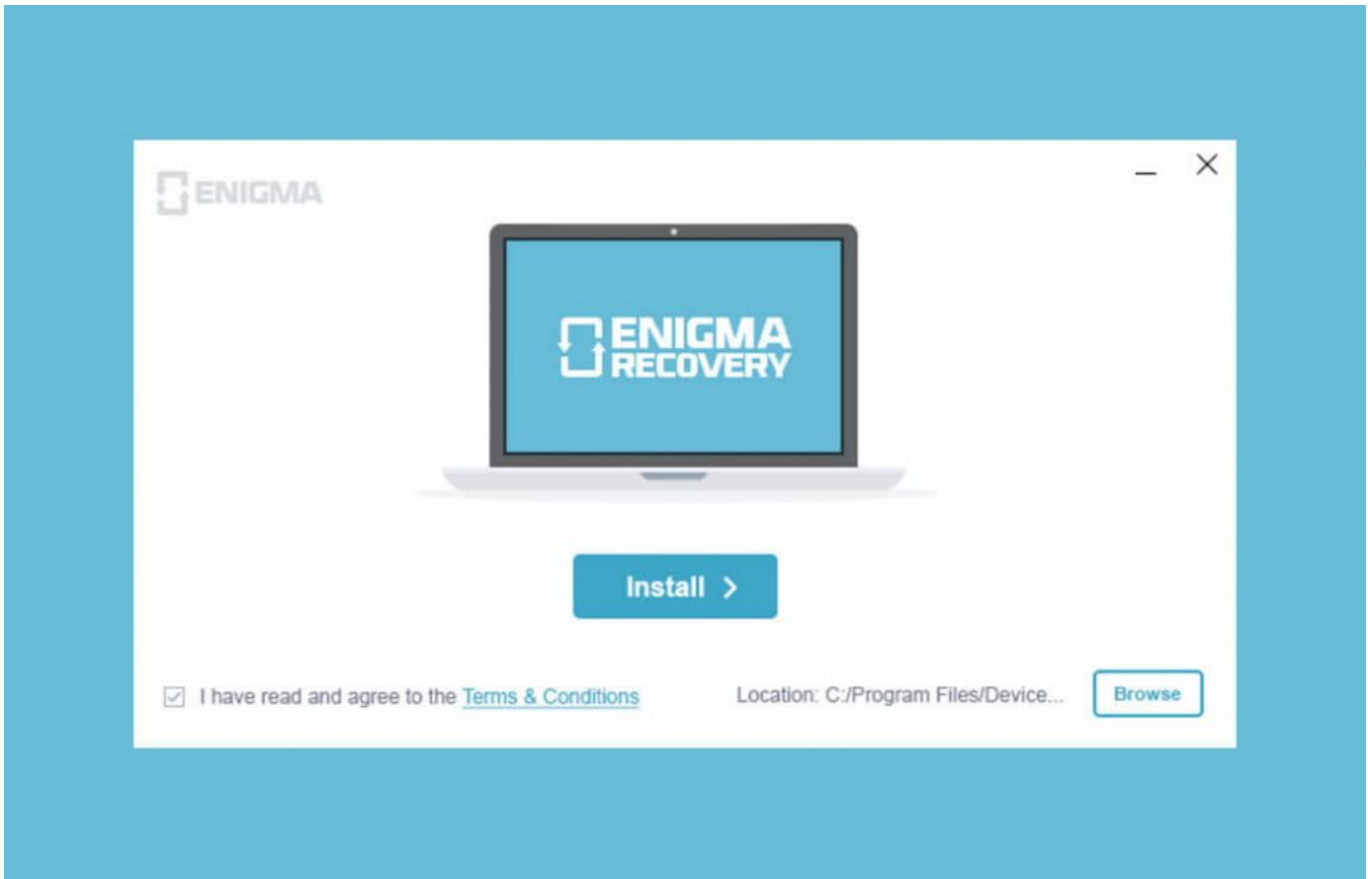 ENIGMA
ENIGMA
RECOVERY
Install
I have read and agree to the Terms & Conditions
Location: C:/Program Files/Device...
Browse